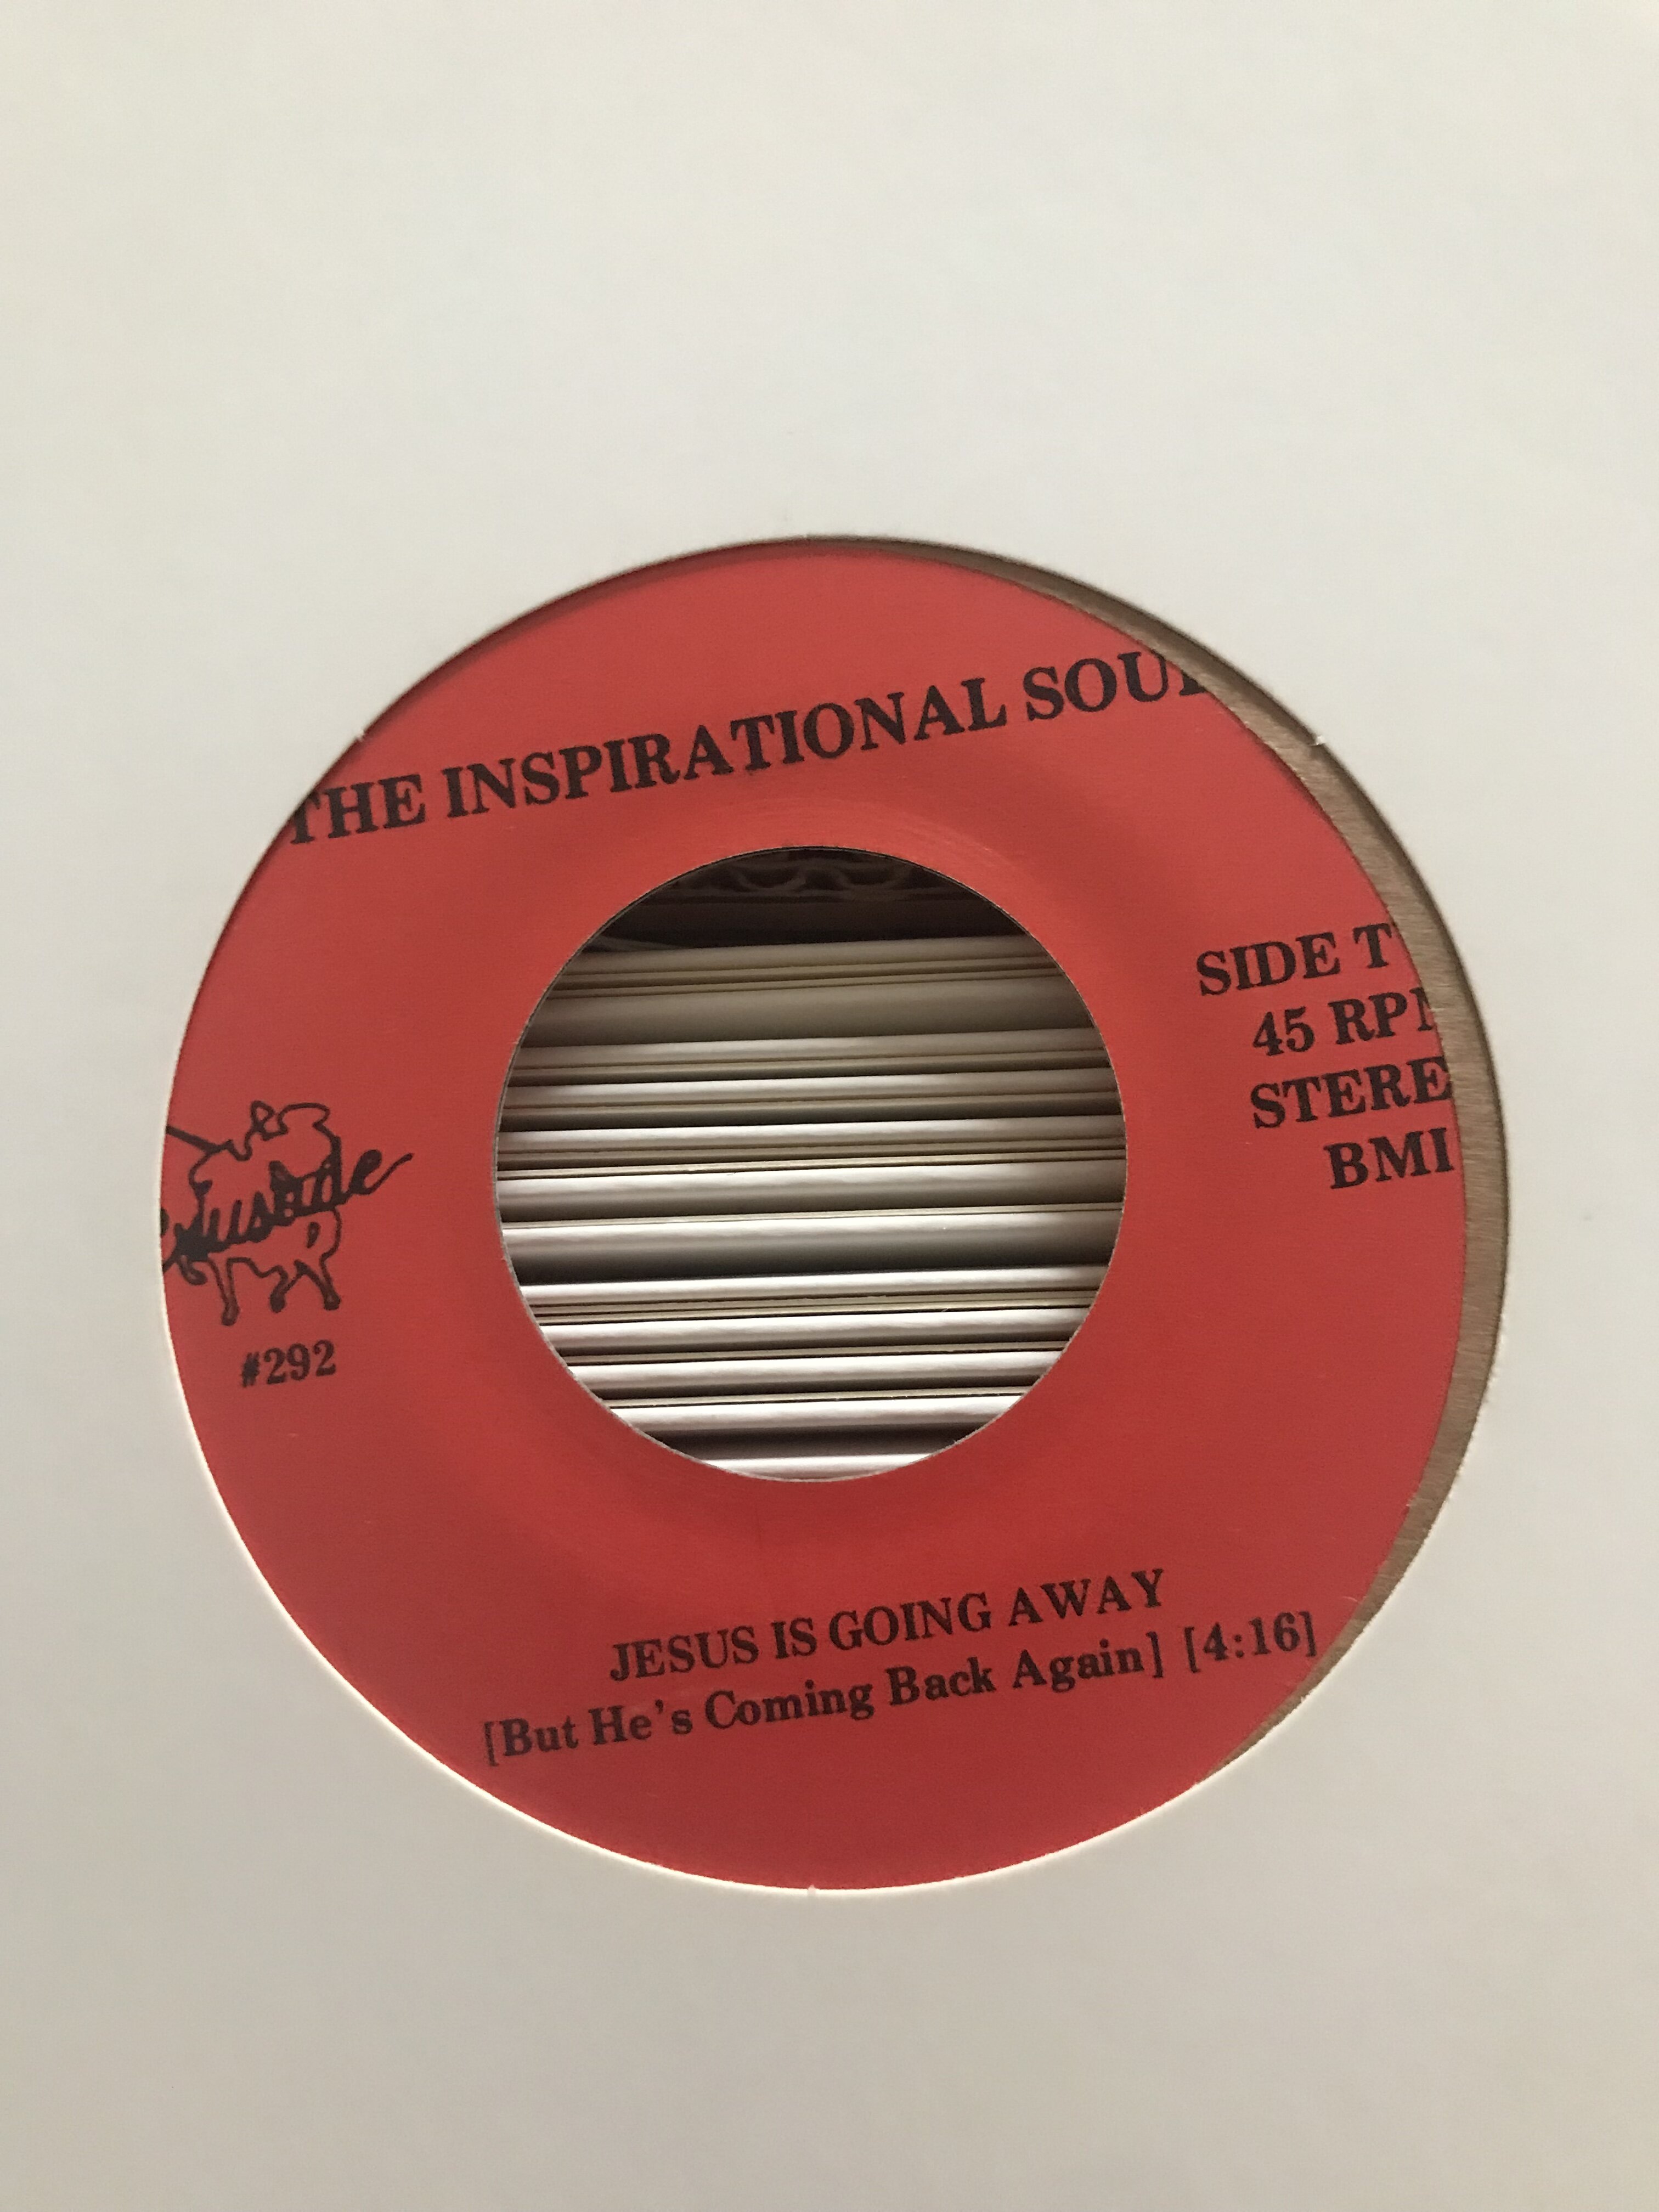 THE INSPIRATIONAL SOUL
SIDE T
45 RPM
STERE
BMI
#292
JESUS IS GOING AWAY
[But He's Coming Back Again] [4:16]